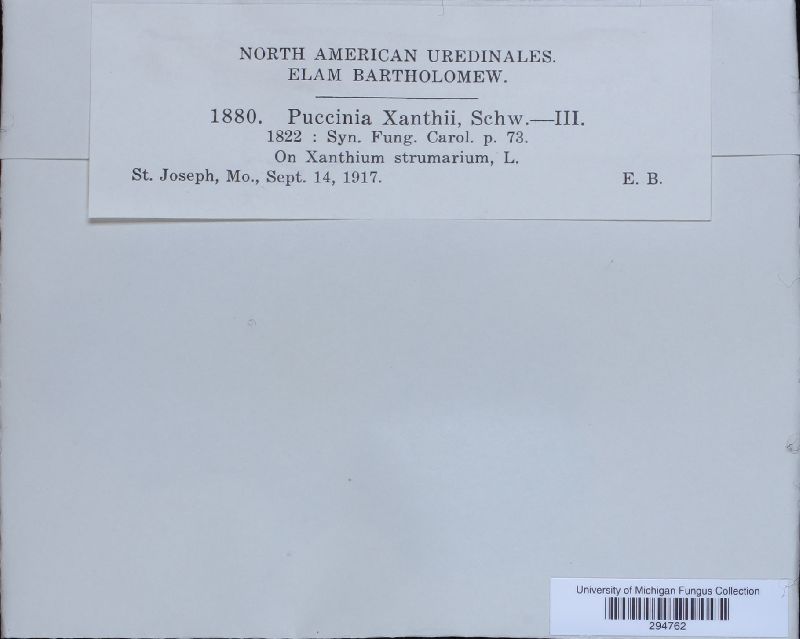 NORTH AMERICAN UREDINALES.
ELAM BARTHOLOMEW.
1880. Puccinia Xanthii, Schw.—III.
1822 : Syn. Fung. Carol. p. 73.
On Xanthium strumarium, L.
St. Joseph, Mo., Sept. 14, 1917. E. B.
University of Michigan Fungus Collection
294762